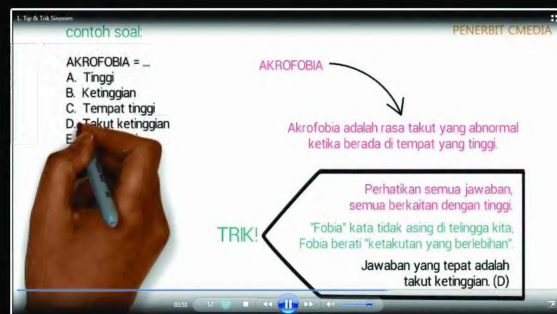 1. Tip & Trik Sinonim
contoh soal:
PENERBIT CMEDIA
AKROFOBIA = ...
A. Tinggi
B. Ketinggian
C. Tempat tinggi
D. Takut ketinggian
E.
AKROFOBIA
Akrofobia adalah rasa takut yang abnormal
ketika berada di tempat yang tinggi.
TRIK!
Perhatikan semua jawaban,
semua berkaitan dengan tinggi.
"Fobia" kata tidak asing di telingga kita,
Fobia berati "ketakutan yang berlebihan".
Jawaban yang tepat adalah
takut ketinggian. (D)